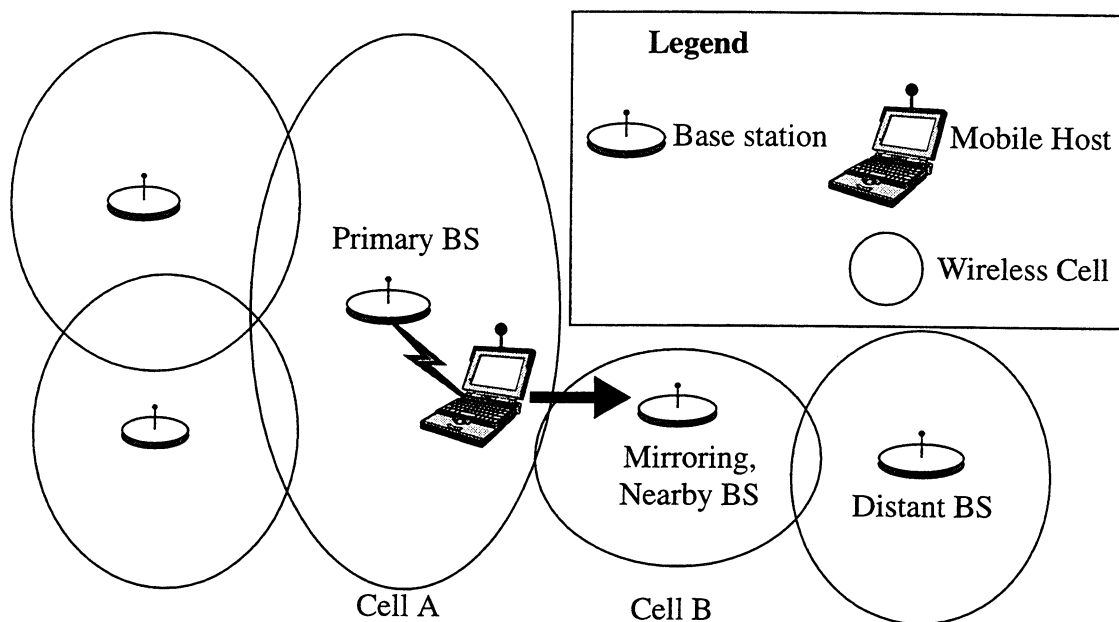 Legend
Base station
Mobile Host
Wireless Cell
Primary BS
Mirroring,
Nearby BS
Distant BS
Cell A
Cell B